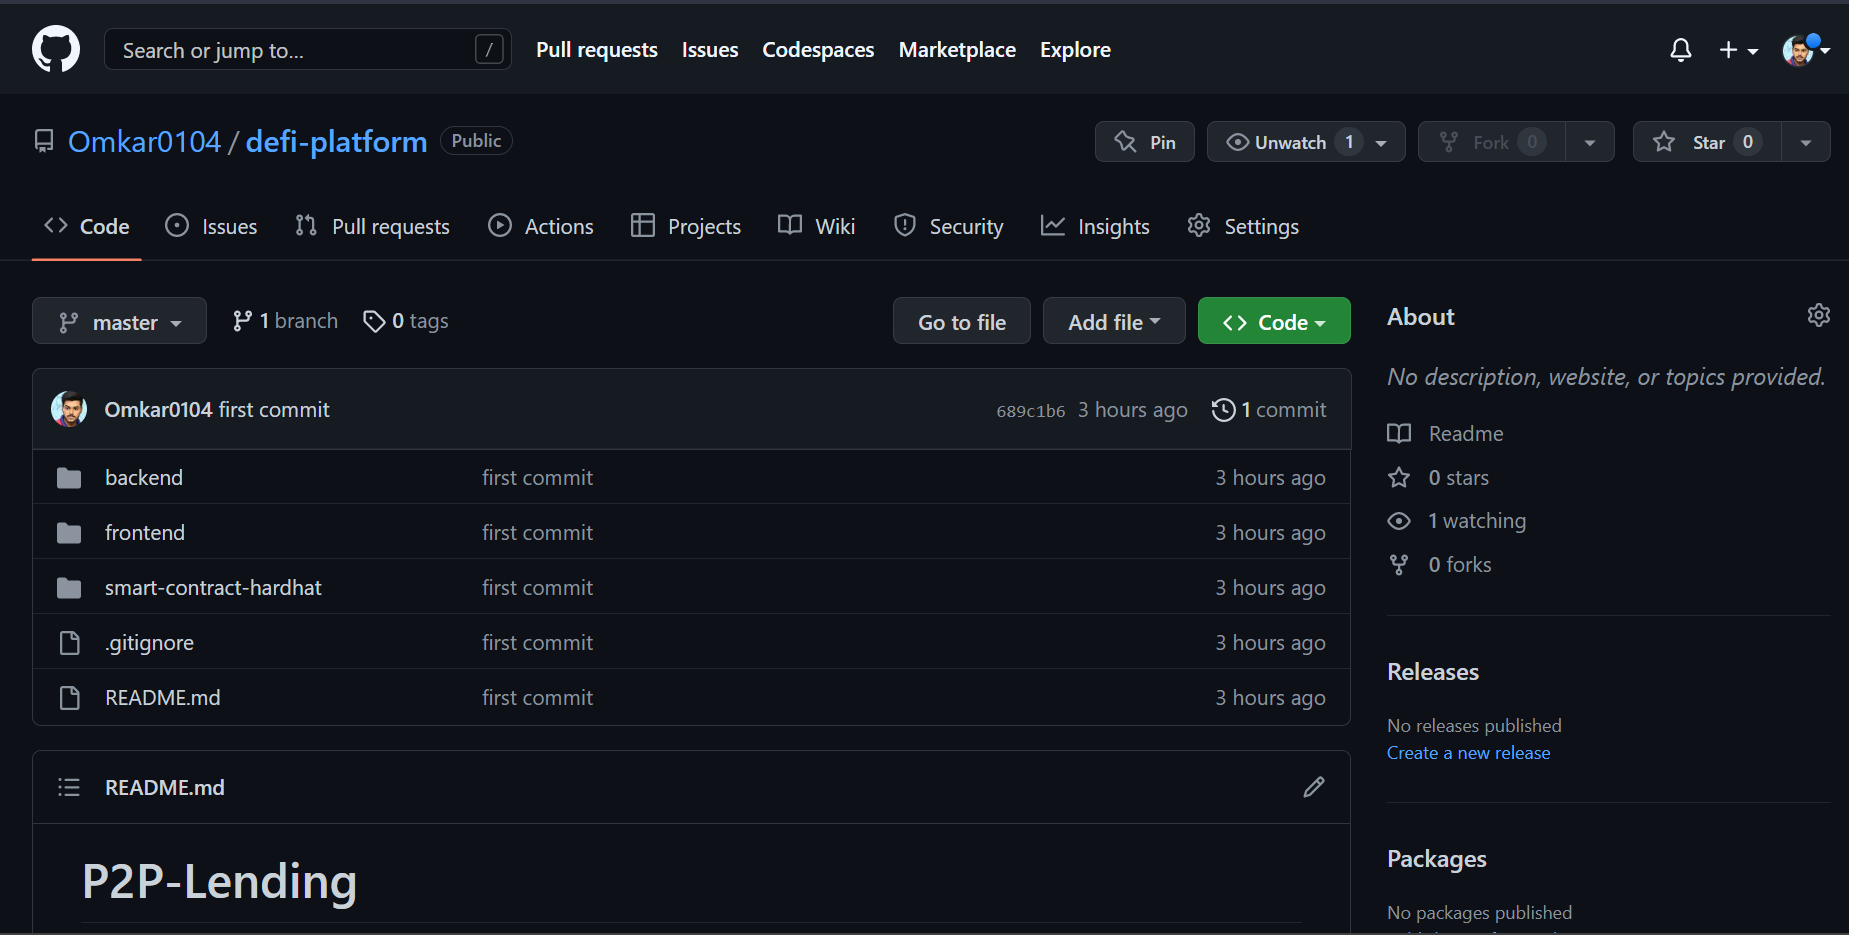 Search or jump to... /
Pull requests Issues Codespaces Marketplace Explore
Omkar0104 / defi-platform Public
Pin Unwatch 1 Fork 0 Star 0
Code Issues Pull requests Actions Projects Wiki Security Insights Settings
master 1 branch 0 tags
Go to file Add file Code
Omkar0104 first commit 689c1b6 3 hours ago 1 commit
backend first commit 3 hours ago
frontend first commit 3 hours ago
smart-contract-hardhat first commit 3 hours ago
.gitignore first commit 3 hours ago
README.md first commit 3 hours ago
README.md
P2P-Lending
About
No description, website, or topics provided.
Readme
0 stars
1 watching
0 forks
Releases
No releases published
Create a new release
Packages
No packages published